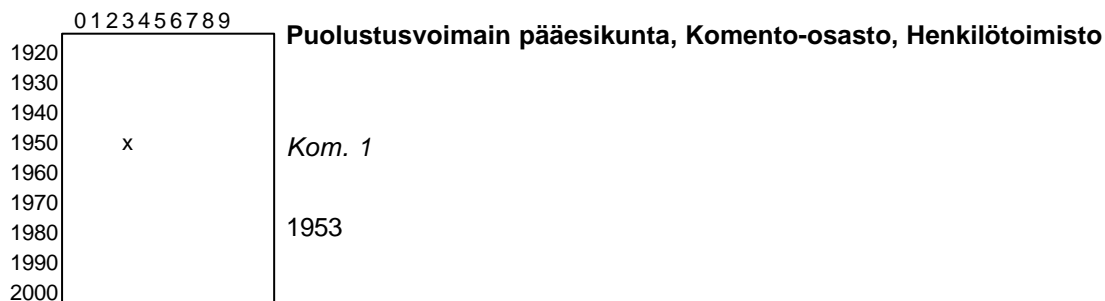 0 1 2 3 4 5 6 7 8 9
Puolustusvoimain pääesikunta, Komento-osasto, Henkilötoimisto
1920
1930
1940
1950 x Kom. 1
1960
1970
1980 1953
1990
2000